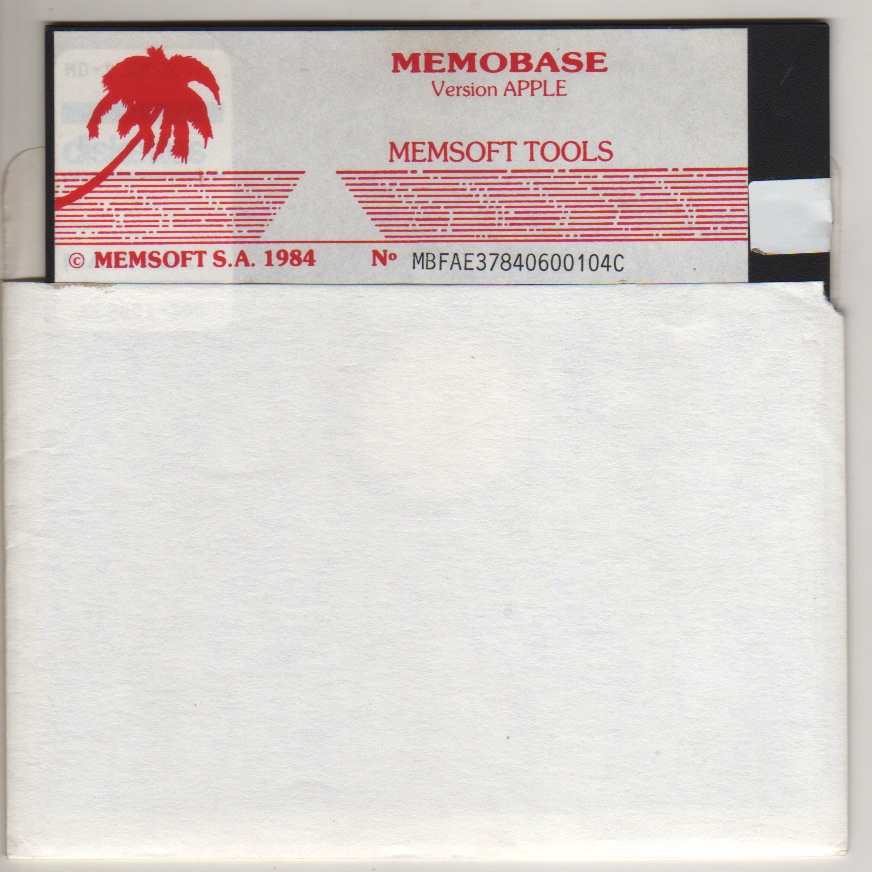 MEMOBASE
Version APPLE
MEMSOFT TOOLS
© MEMSOFT S.A. 1984 Nº MBFAE37840600104C